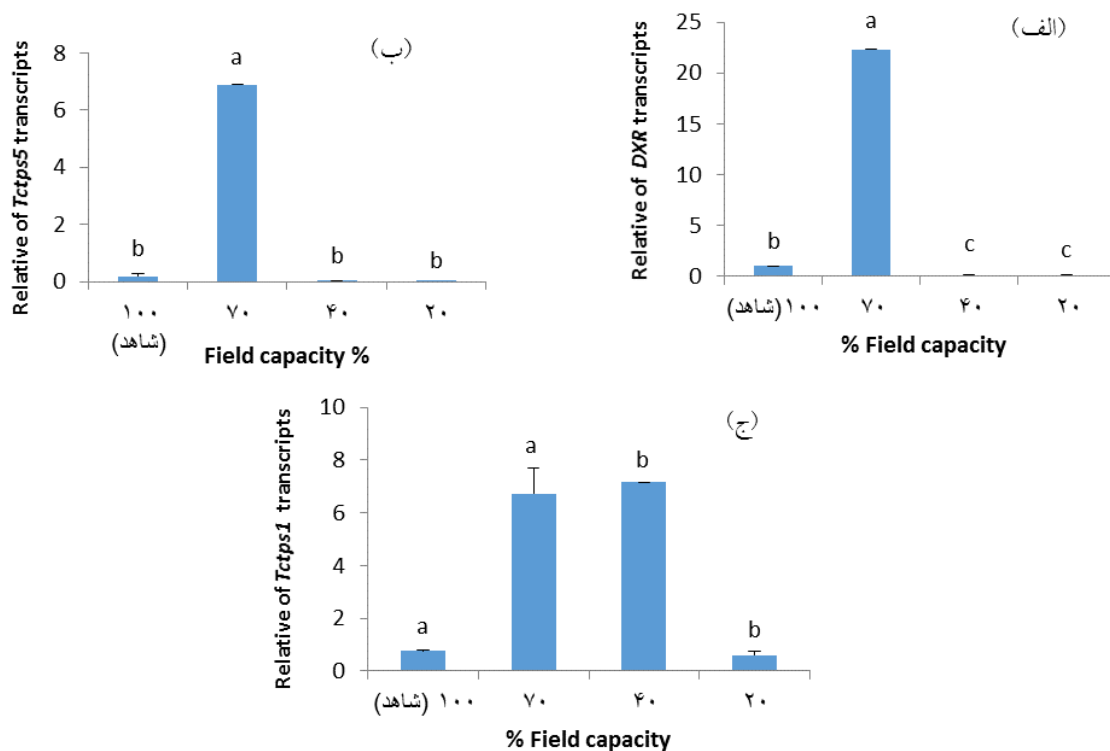 (الف)
Relative of DXR transcripts
25
20
15
10
5
0
b
a
c
c
(شاهد) ۱۰۰
۷۰
۴۰
۲۰
% Field capacity
(ب)
Relative of Tctps5 transcripts
8
6
4
2
0
b
a
b
b
۱۰۰
(شاهد)
۷۰
۴۰
۲۰
Field capacity %
(ج)
Relative of Tctps1 transcripts
10
8
6
4
2
0
a
a
b
b
(شاهد) ۱۰۰
۷۰
۴۰
۲۰
% Field capacity